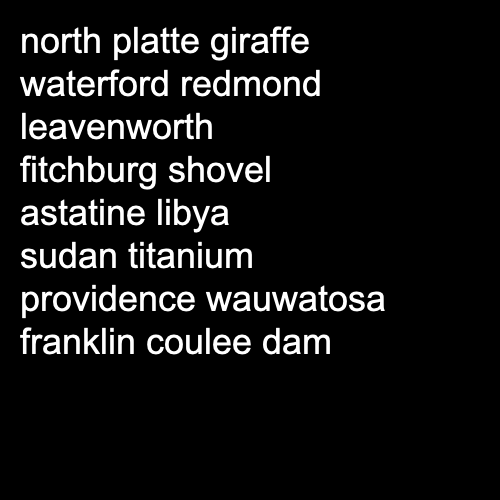 north platte giraffe
waterford redmond
leavenworth
fitchburg shovel
astatine libya
sudan titanium
providence wauwatosa
franklin coulee dam